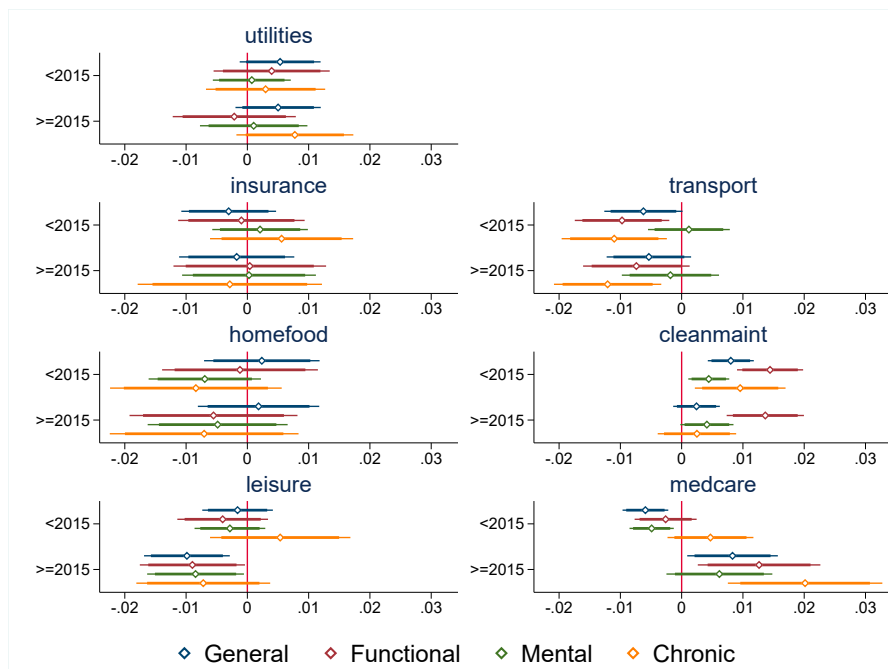 utilities
<2015
>=2015
-.02 -.01 0 .01 .02 .03
insurance
<2015
>=2015
-.02 -.01 0 .01 .02 .03
transport
<2015
>=2015
-.02 -.01 0 .01 .02 .03
homefood
<2015
>=2015
-.02 -.01 0 .01 .02 .03
cleanmaint
<2015
>=2015
-.02 -.01 0 .01 .02 .03
leisure
<2015
>=2015
-.02 -.01 0 .01 .02 .03
medcare
<2015
>=2015
-.02 -.01 0 .01 .02 .03
General Functional Mental Chronic